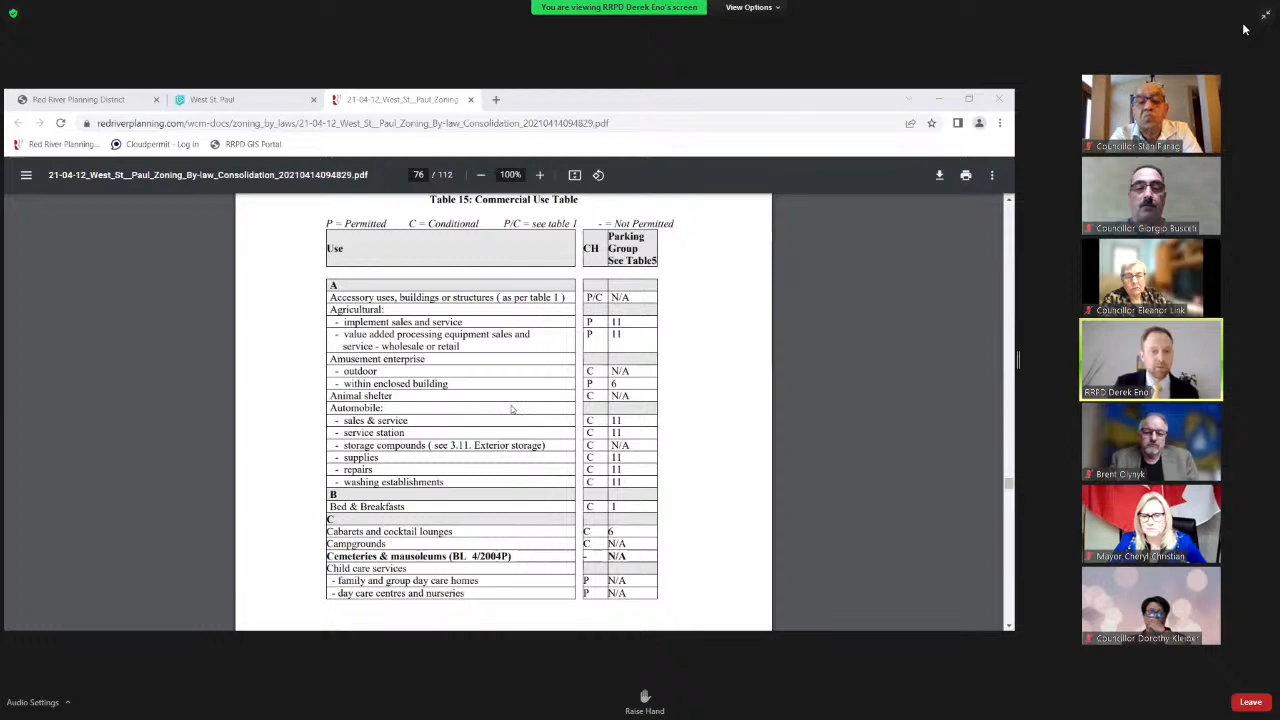 You are viewing RRPD Derek Eno's screen
View Options
Red River Planning District
West St. Paul
21-04-12_West_St._Paul_Zoning
redriverplanning.com/wcm-docs/zoning_by_laws/21-04-12_West_St__Paul_Zoning_By-law_Consolidation_20210414094829.pdf
Red River Planning... Cloudpermit - Log in RRPD GIS Portal
21-04-12_West_St__Paul_Zoning_By-law_Consolidation_20210414094829.pdf 76 / 112 100%
Table 15: Commercial Use Table
P = Permitted C = Conditional P/C = see table 1 - = Not Permitted
Use CH Parking Group See Table5
A
Accessory uses, buildings or structures ( as per table 1 ) P/C N/A
Agricultural:
- implement sales and service P 11
- value added processing equipment sales and P 11
service - wholesale or retail
Amusement enterprise
- outdoor C N/A
- within enclosed building P 6
Animal shelter C N/A
Automobile:
- sales & service C 11
- service station C 11
- storage compounds ( see 3.11. Exterior storage) C N/A
- supplies C 11
- repairs C 11
- washing establishments C 11
B
Bed & Breakfasts C 1
C
Cabarets and cocktail lounges C 6
Campgrounds C N/A
Cemeteries & mausoleums (BL 4/2004P) - N/A
Child care services
- family and group day care homes P N/A
- day care centres and nurseries P N/A
Councillor Stan Parag
Councillor Giorgio Busceti
Councillor Eleanor Link
RRPD Derek Eno
Brent Olynyk
Mayor Cheryl Christian
Councillor Dorothy Kleiber
Audio Settings
Raise Hand
Leave